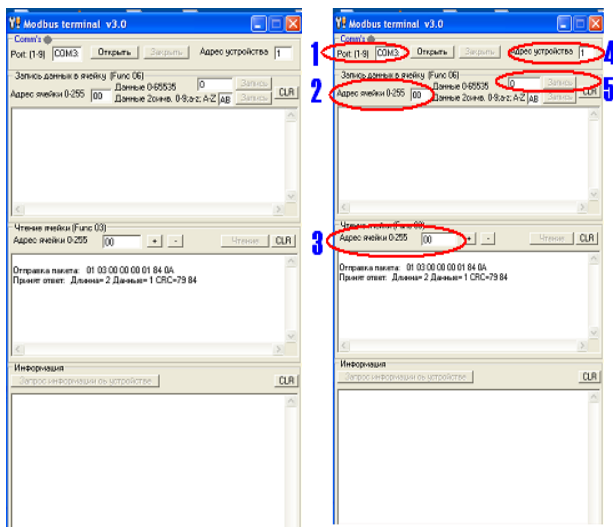 Modbus terminal v3.0
Comm's
Port: (1-9) COM3: Открыть Закрыть Адрес устройства 1
Запись данных в ячейку (Func 06)
Адрес ячейки 0-255 00 Данные 0-65535 0 Запись CLR
Данные 2симв. 0-9;a-z; A-Z AB Запись
Чтение ячейки (Func 03)
Адрес ячейки 0-255 00 + - Чтение CLR
Отправка пакета: 01 03 00 00 00 01 84 0A
Принят ответ: Длинна= 2 Данные= 1 CRC=79 84
Информация
Запрос информации об устройстве CLR
Modbus terminal v3.0
Comm's
1 Port: (1-9) COM3: Открыть Закрыть Адрес устройства 1 4
Запись данных в ячейку (Func 06)
2 Адрес ячейки 0-255 00 Данные 0-65535 0 Запись 5
Данные 2симв. 0-9;a-z; A-Z AB Запись CLR
Чтение ячейки (Func 03)
3 Адрес ячейки 0-255 00 + - Чтение CLR
Отправка пакета: 01 03 00 00 00 01 84 0A
Принят ответ: Длинна= 2 Данные= 1 CRC=79 84
Информация
Запрос информации об устройстве CLR